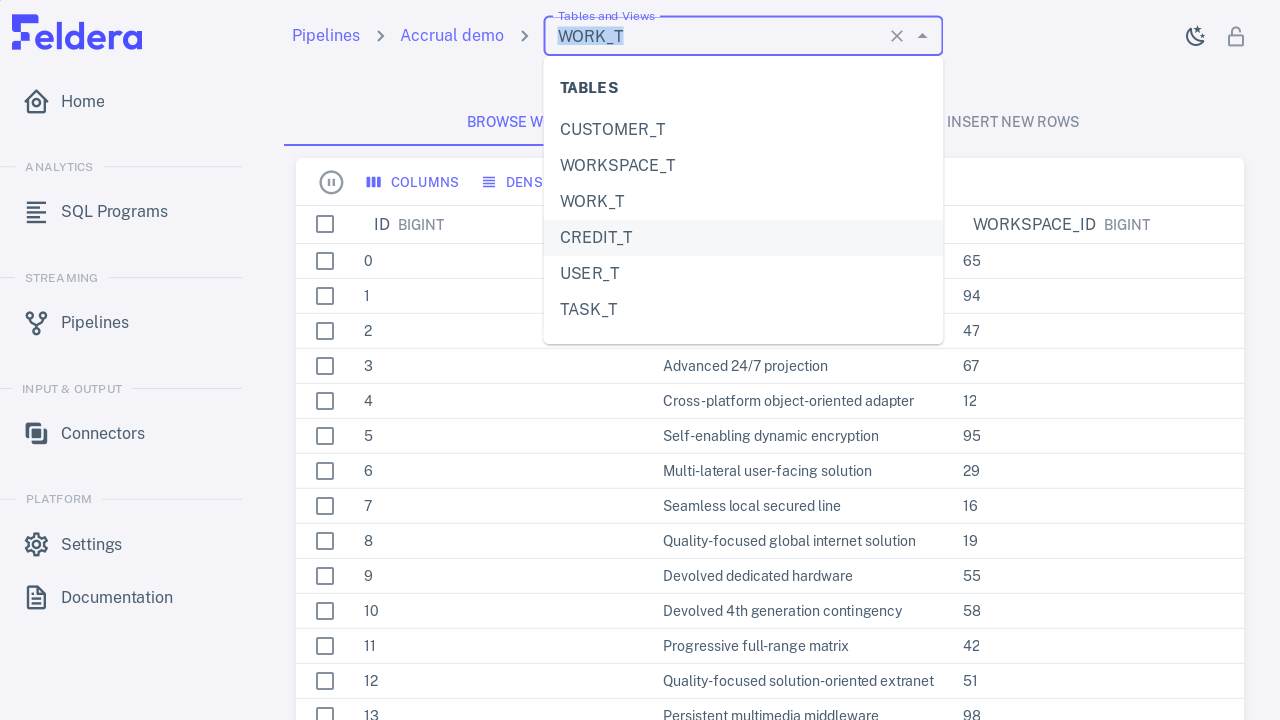 Feldera
Pipelines
Accrual demo
Tables and Views
WORK_T
Home
ANALYTICS
SQL Programs
STREAMING
Pipelines
INPUT & OUTPUT
Connectors
PLATFORM
Settings
Documentation
BROWSE W
INSERT NEW ROWS
TABLES
CUSTOMER_T
WORKSPACE_T
WORK_T
CREDIT_T
USER_T
TASK_T
COLUMNS
DENS
ID BIGINT
WORKSPACE_ID BIGINT
0 65
1 94
2 47
3 Advanced 24/7 projection 67
4 Cross-platform object-oriented adapter 12
5 Self-enabling dynamic encryption 95
6 Multi-lateral user-facing solution 29
7 Seamless local secured line 16
8 Quality-focused global internet solution 19
9 Devolved dedicated hardware 55
10 Devolved 4th generation contingency 58
11 Progressive full-range matrix 42
12 Quality-focused solution-oriented extranet 51
13 Persistent multimedia middleware 98